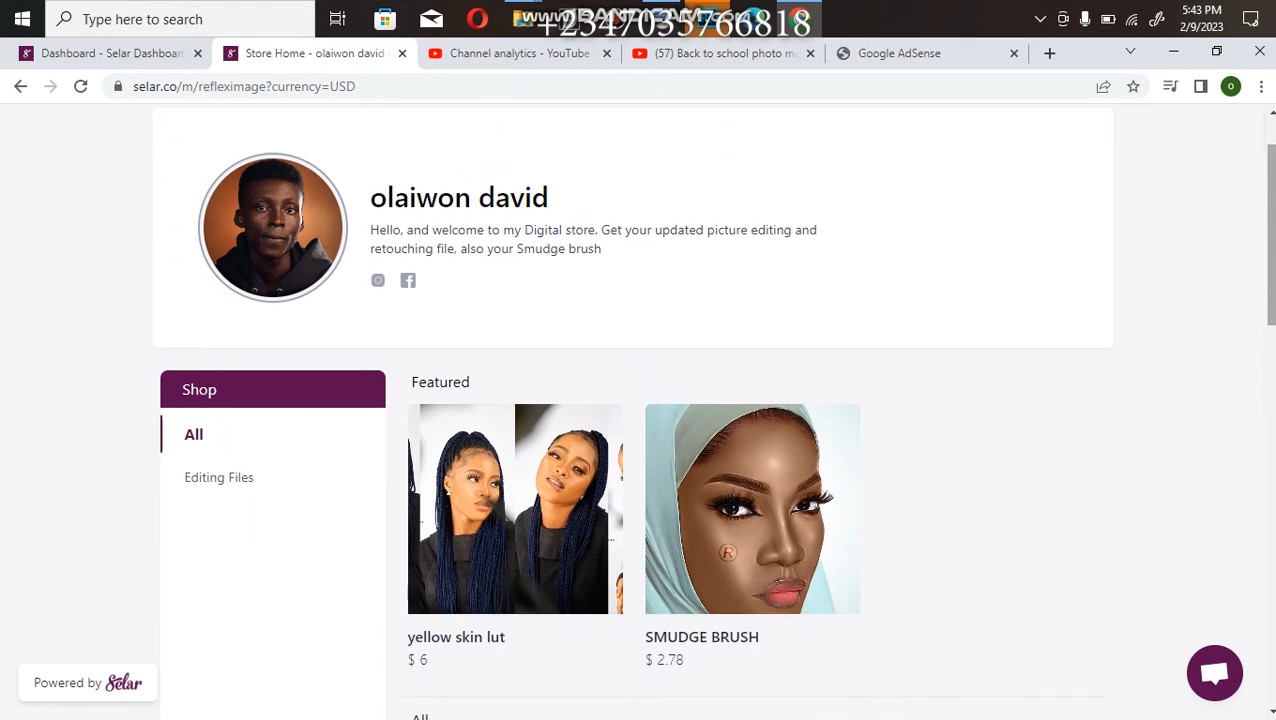 Type here to search
www.BANDICAM.com
+2347035766818
5:43 PM
2/9/2023
Dashboard - Selar Dashboard
Store Home - olaiwon david
Channel analytics - YouTube
(57) Back to school photo m
Google AdSense
selar.co/m/refleximage?currency=USD
o
olaiwon david
Hello, and welcome to my Digital store. Get your updated picture editing and
retouching file, also your Smudge brush
Shop
All
Editing Files
Featured
R
yellow skin lut
$ 6
SMUDGE BRUSH
$ 2.78
Powered by Selar
All